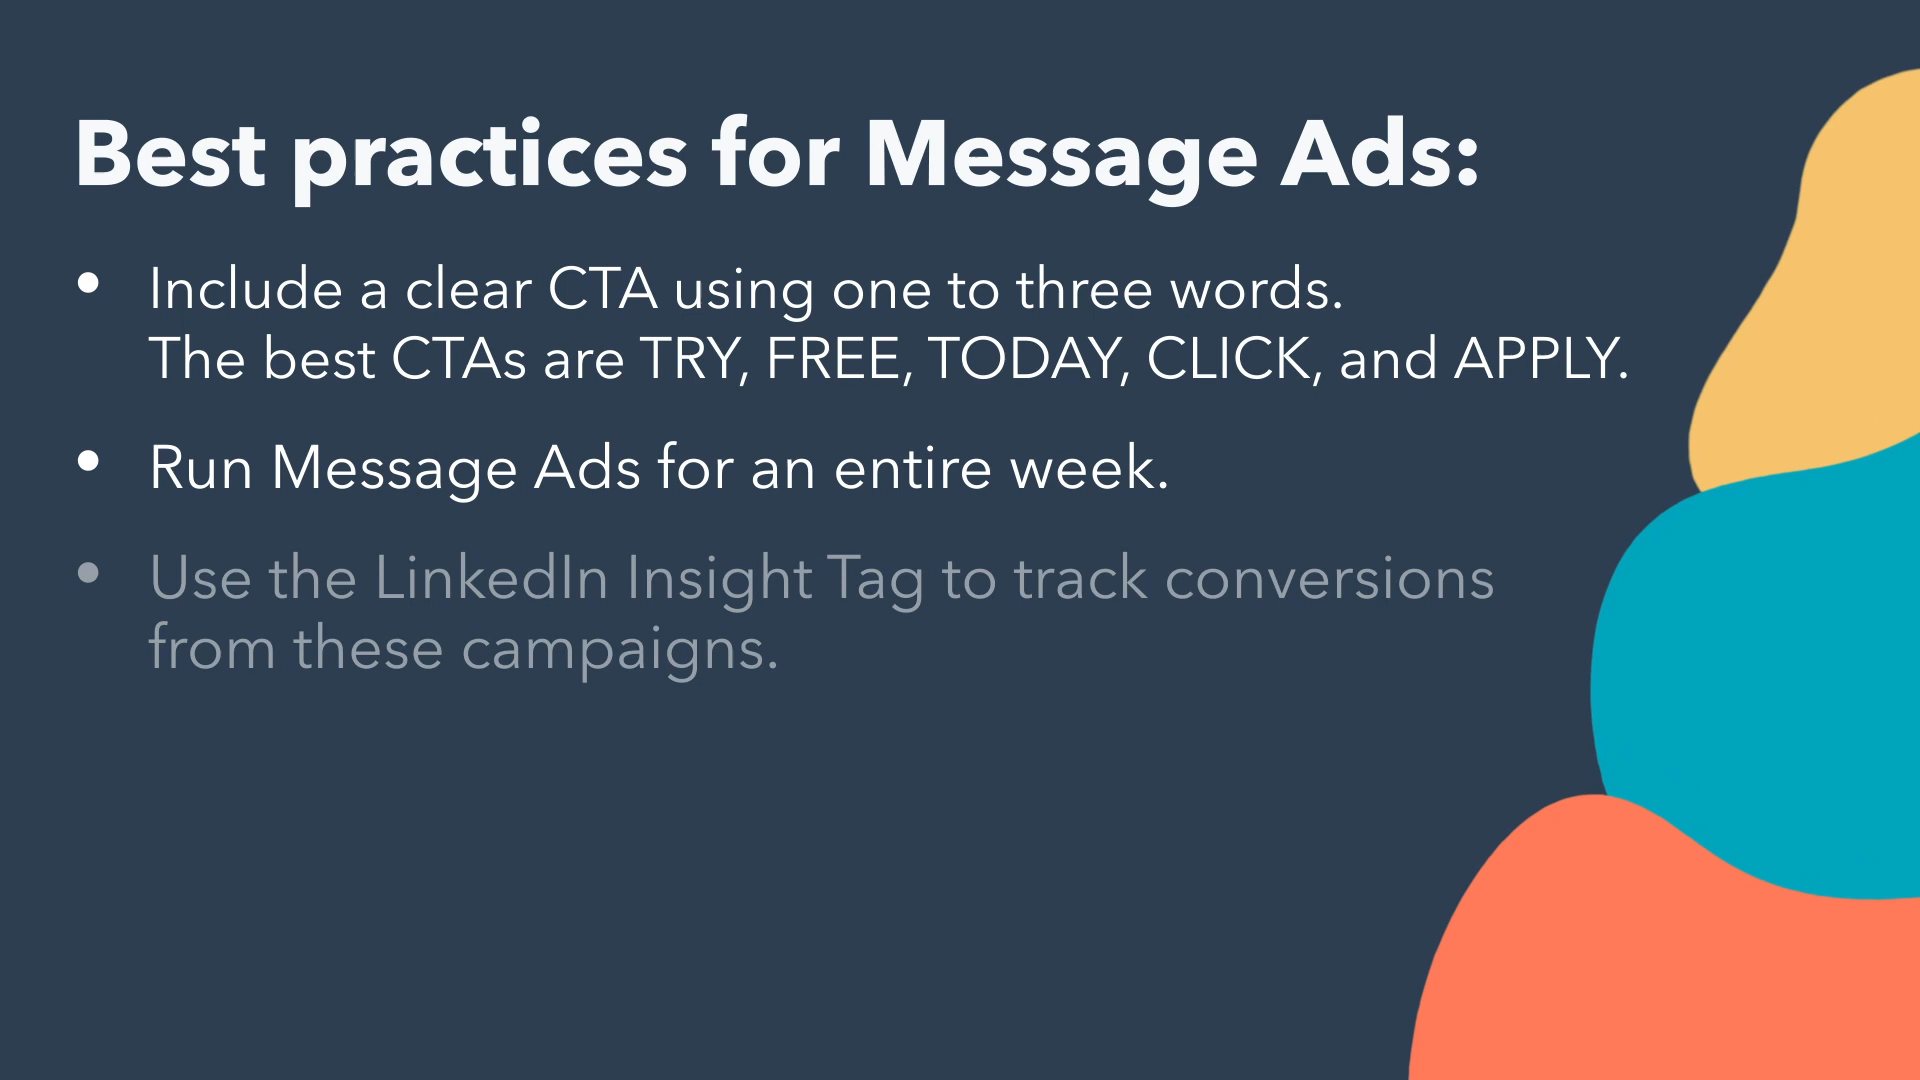 Best practices for Message Ads:
• Include a clear CTA using one to three words.
The best CTAs are TRY, FREE, TODAY, CLICK, and APPLY.
• Run Message Ads for an entire week.
• Use the LinkedIn Insight Tag to track conversions
from these campaigns.